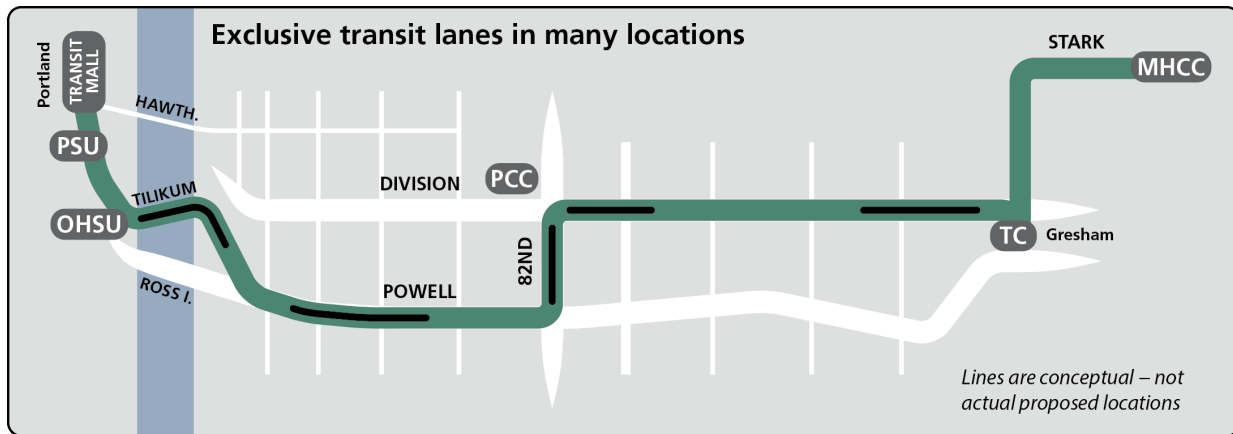 Exclusive transit lanes in many locations
Portland
TRANSIT
MALL
HAWTH.
PSU
TILIKUM
OHSU
ROSS I.
DIVISION
PCC
82ND
POWELL
STARK
MHCC
TC
Gresham
Lines are conceptual – not
actual proposed locations